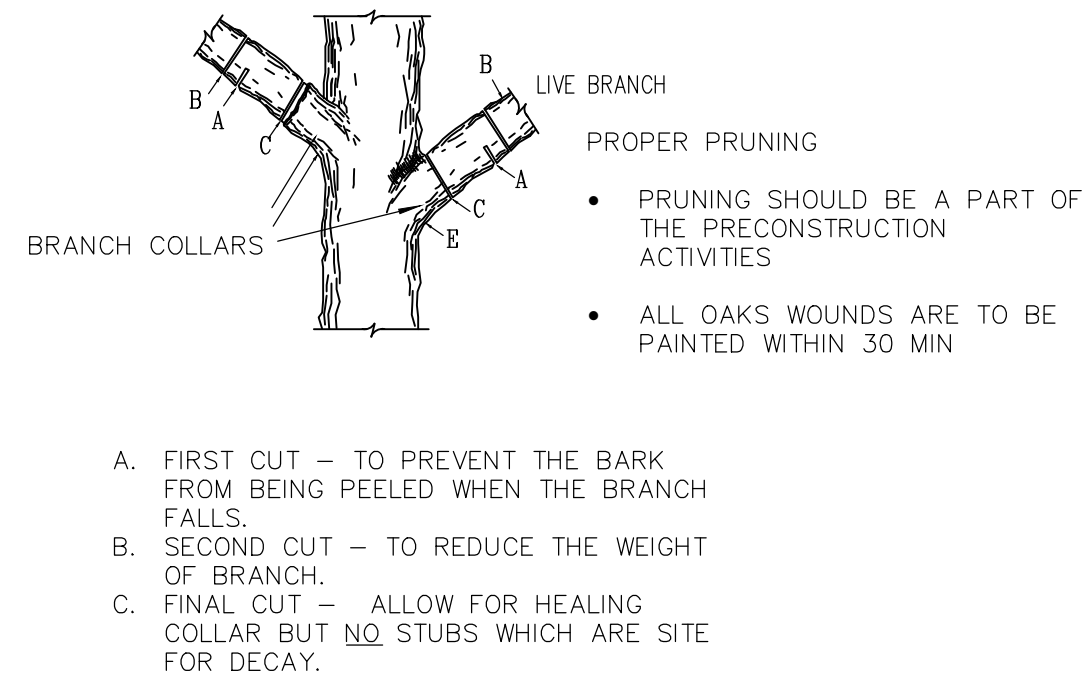 B
A
C
B
LIVE BRANCH
A
C
E
BRANCH COLLARS
PROPER PRUNING
• PRUNING SHOULD BE A PART OF
THE PRECONSTRUCTION
ACTIVITIES
• ALL OAKS WOUNDS ARE TO BE
PAINTED WITHIN 30 MIN
A. FIRST CUT – TO PREVENT THE BARK
FROM BEING PEELED WHEN THE BRANCH
FALLS.
B. SECOND CUT – TO REDUCE THE WEIGHT
OF BRANCH.
C. FINAL CUT – ALLOW FOR HEALING
COLLAR BUT NO STUBS WHICH ARE SITE
FOR DECAY.